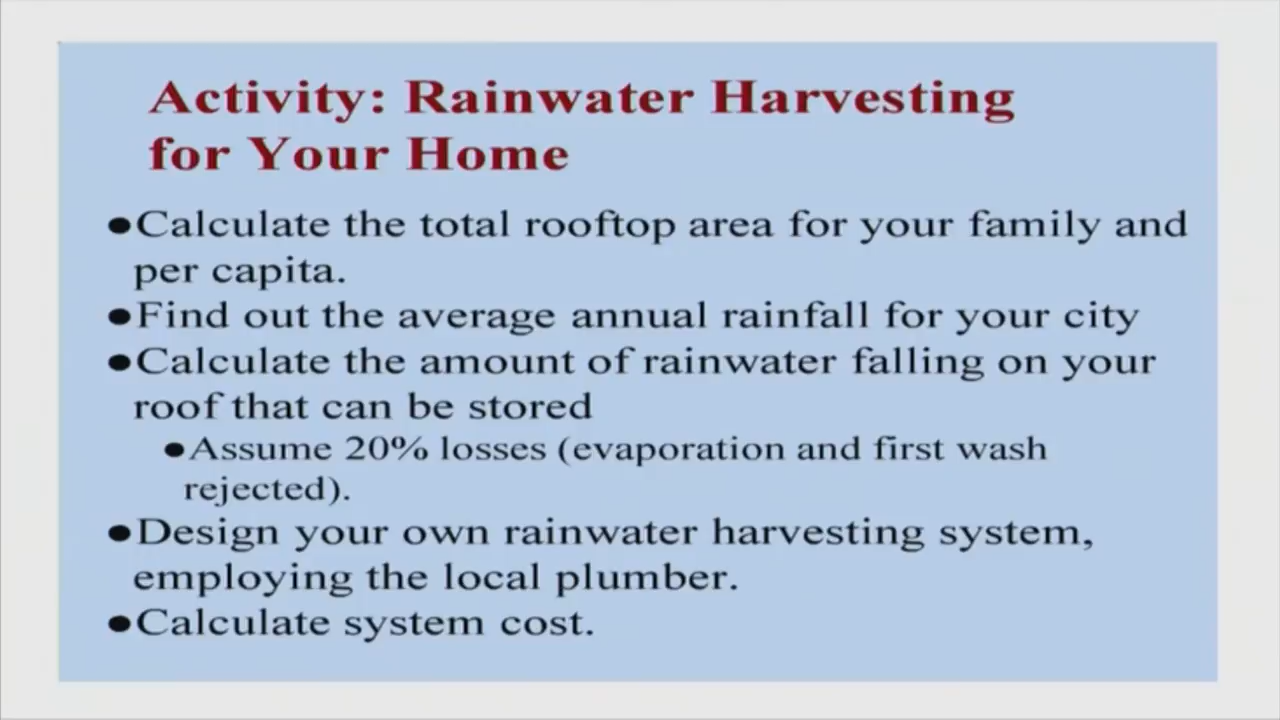 Activity: Rainwater Harvesting
for Your Home
●Calculate the total rooftop area for your family and
per capita.
●Find out the average annual rainfall for your city
●Calculate the amount of rainwater falling on your
roof that can be stored
●Assume 20% losses (evaporation and first wash
rejected).
●Design your own rainwater harvesting system,
employing the local plumber.
●Calculate system cost.